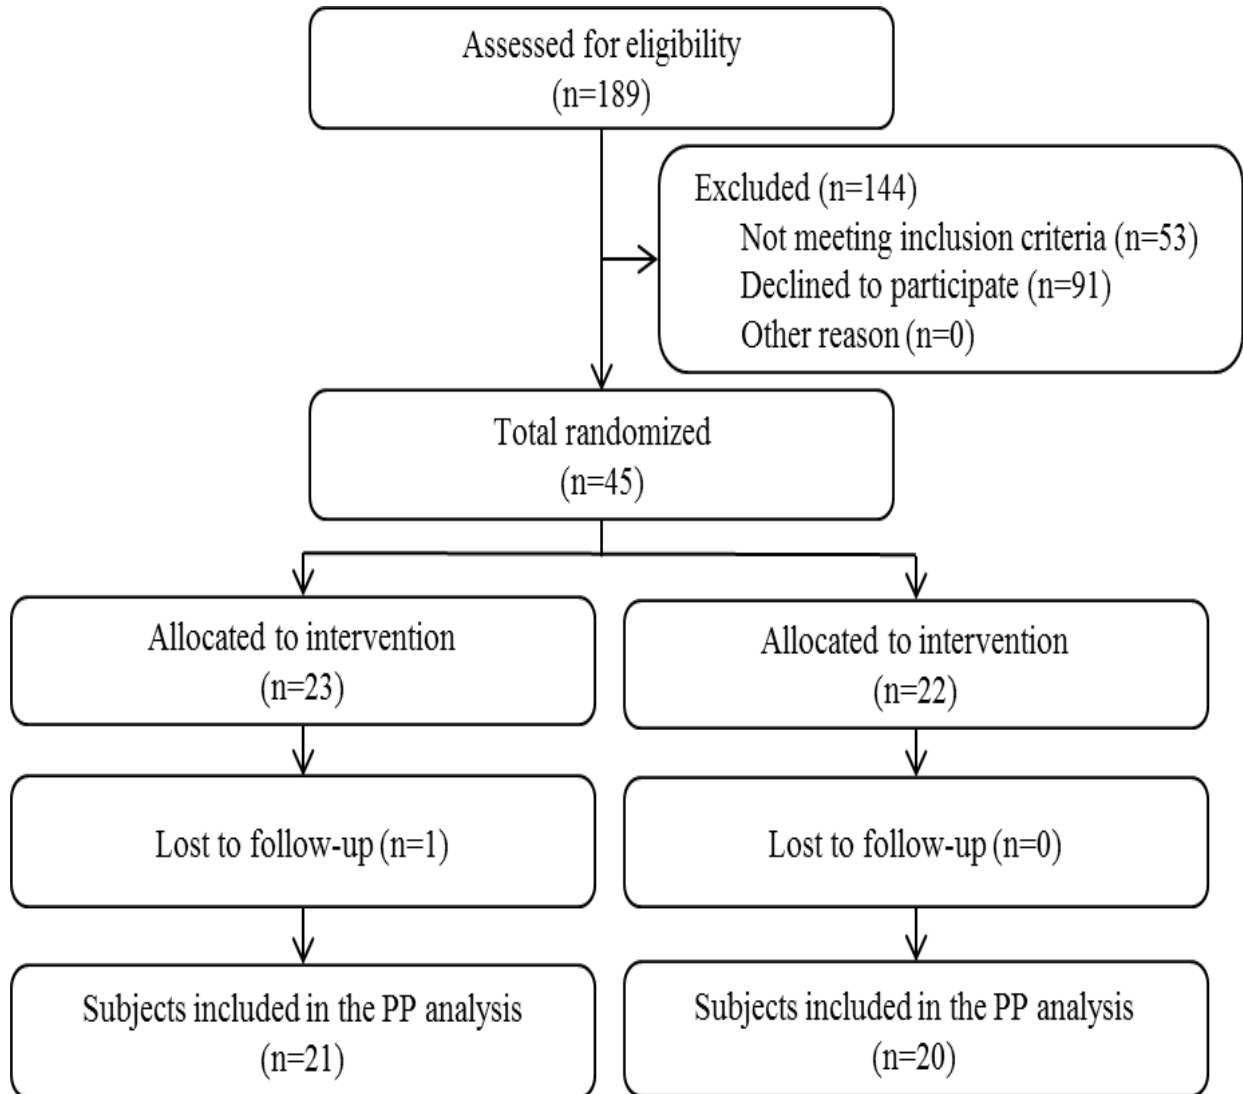 Assessed for eligibility
(n=189)
Excluded (n=144)
Not meeting inclusion criteria (n=53)
Declined to participate (n=91)
Other reason (n=0)
Total randomized
(n=45)
Allocated to intervention
(n=23)
Allocated to intervention
(n=22)
Lost to follow-up (n=1)
Lost to follow-up (n=0)
Subjects included in the PP analysis
(n=21)
Subjects included in the PP analysis
(n=20)